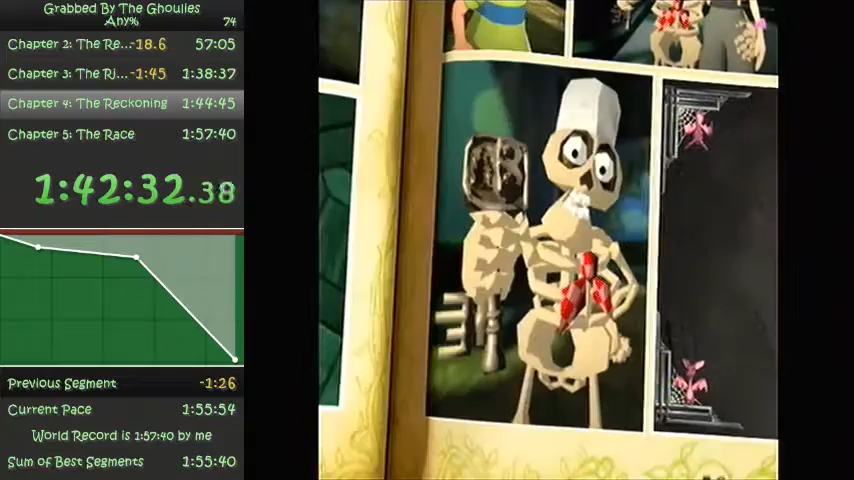 Grabbed By The Ghoulies
Any% 74
Chapter 2: The Re... -18.6 57:05
Chapter 3: The Rj... -1:45 1:38:37
Chapter 4: The Reckoning 1:44:45
Chapter 5: The Race 1:57:40
1:42:32.38
Previous Segment -1:26
Current Pace 1:55:54
World Record is 1:57:40 by me
Sum of Best Segments 1:55:40